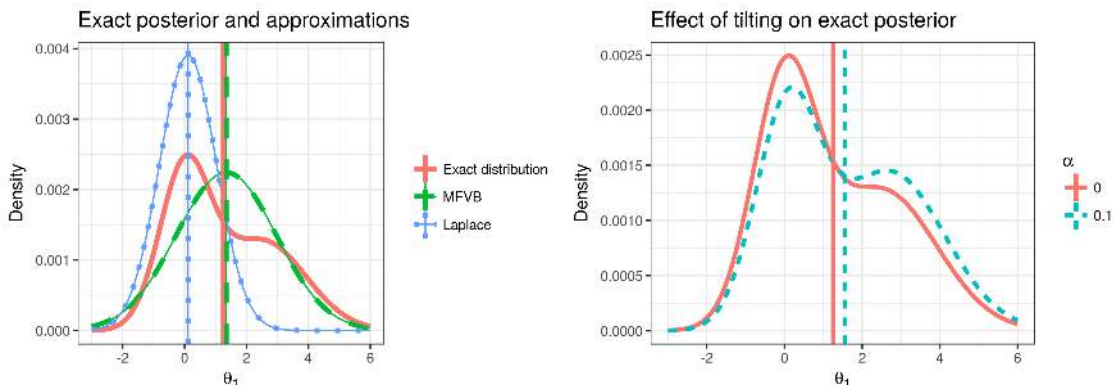 Exact posterior and approximations
0.004
0.003
0.002
0.001
0.000
Density
-2 0 2 4 6
θ1
Exact distribution
MFVB
Laplace
Effect of tilting on exact posterior
0.0025
0.0020
0.0015
0.0010
0.0005
0.0000
Density
-2 0 2 4 6
θ1
α
0
0.1